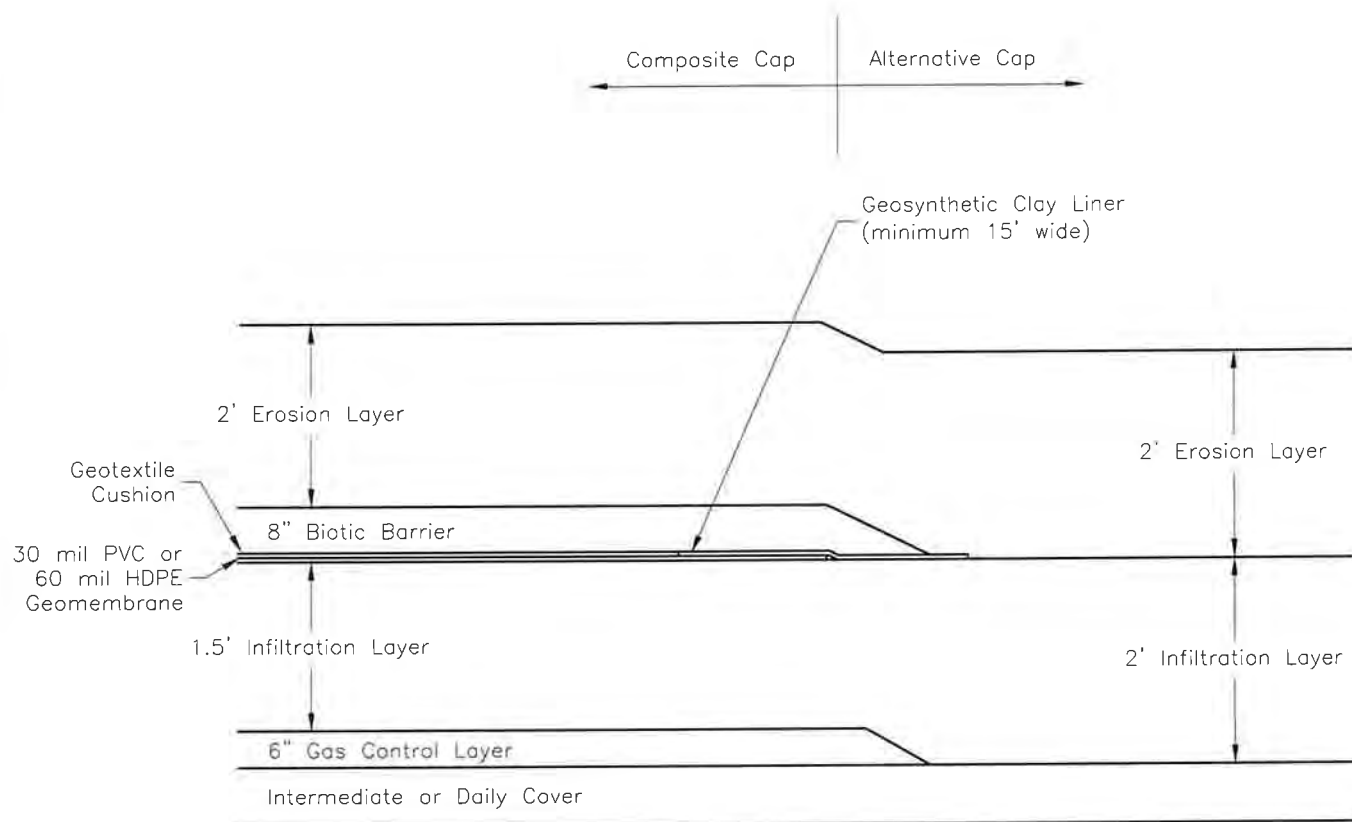 Composite Cap
Alternative Cap
Geosynthetic Clay Liner
(minimum 15' wide)
2' Erosion Layer
2' Erosion Layer
Geotextile
Cushion
8" Biotic Barrier
30 mil PVC or
60 mil HDPE
Geomembrane
1.5' Infiltration Layer
2' Infiltration Layer
6" Gas Control Layer
Intermediate or Daily Cover